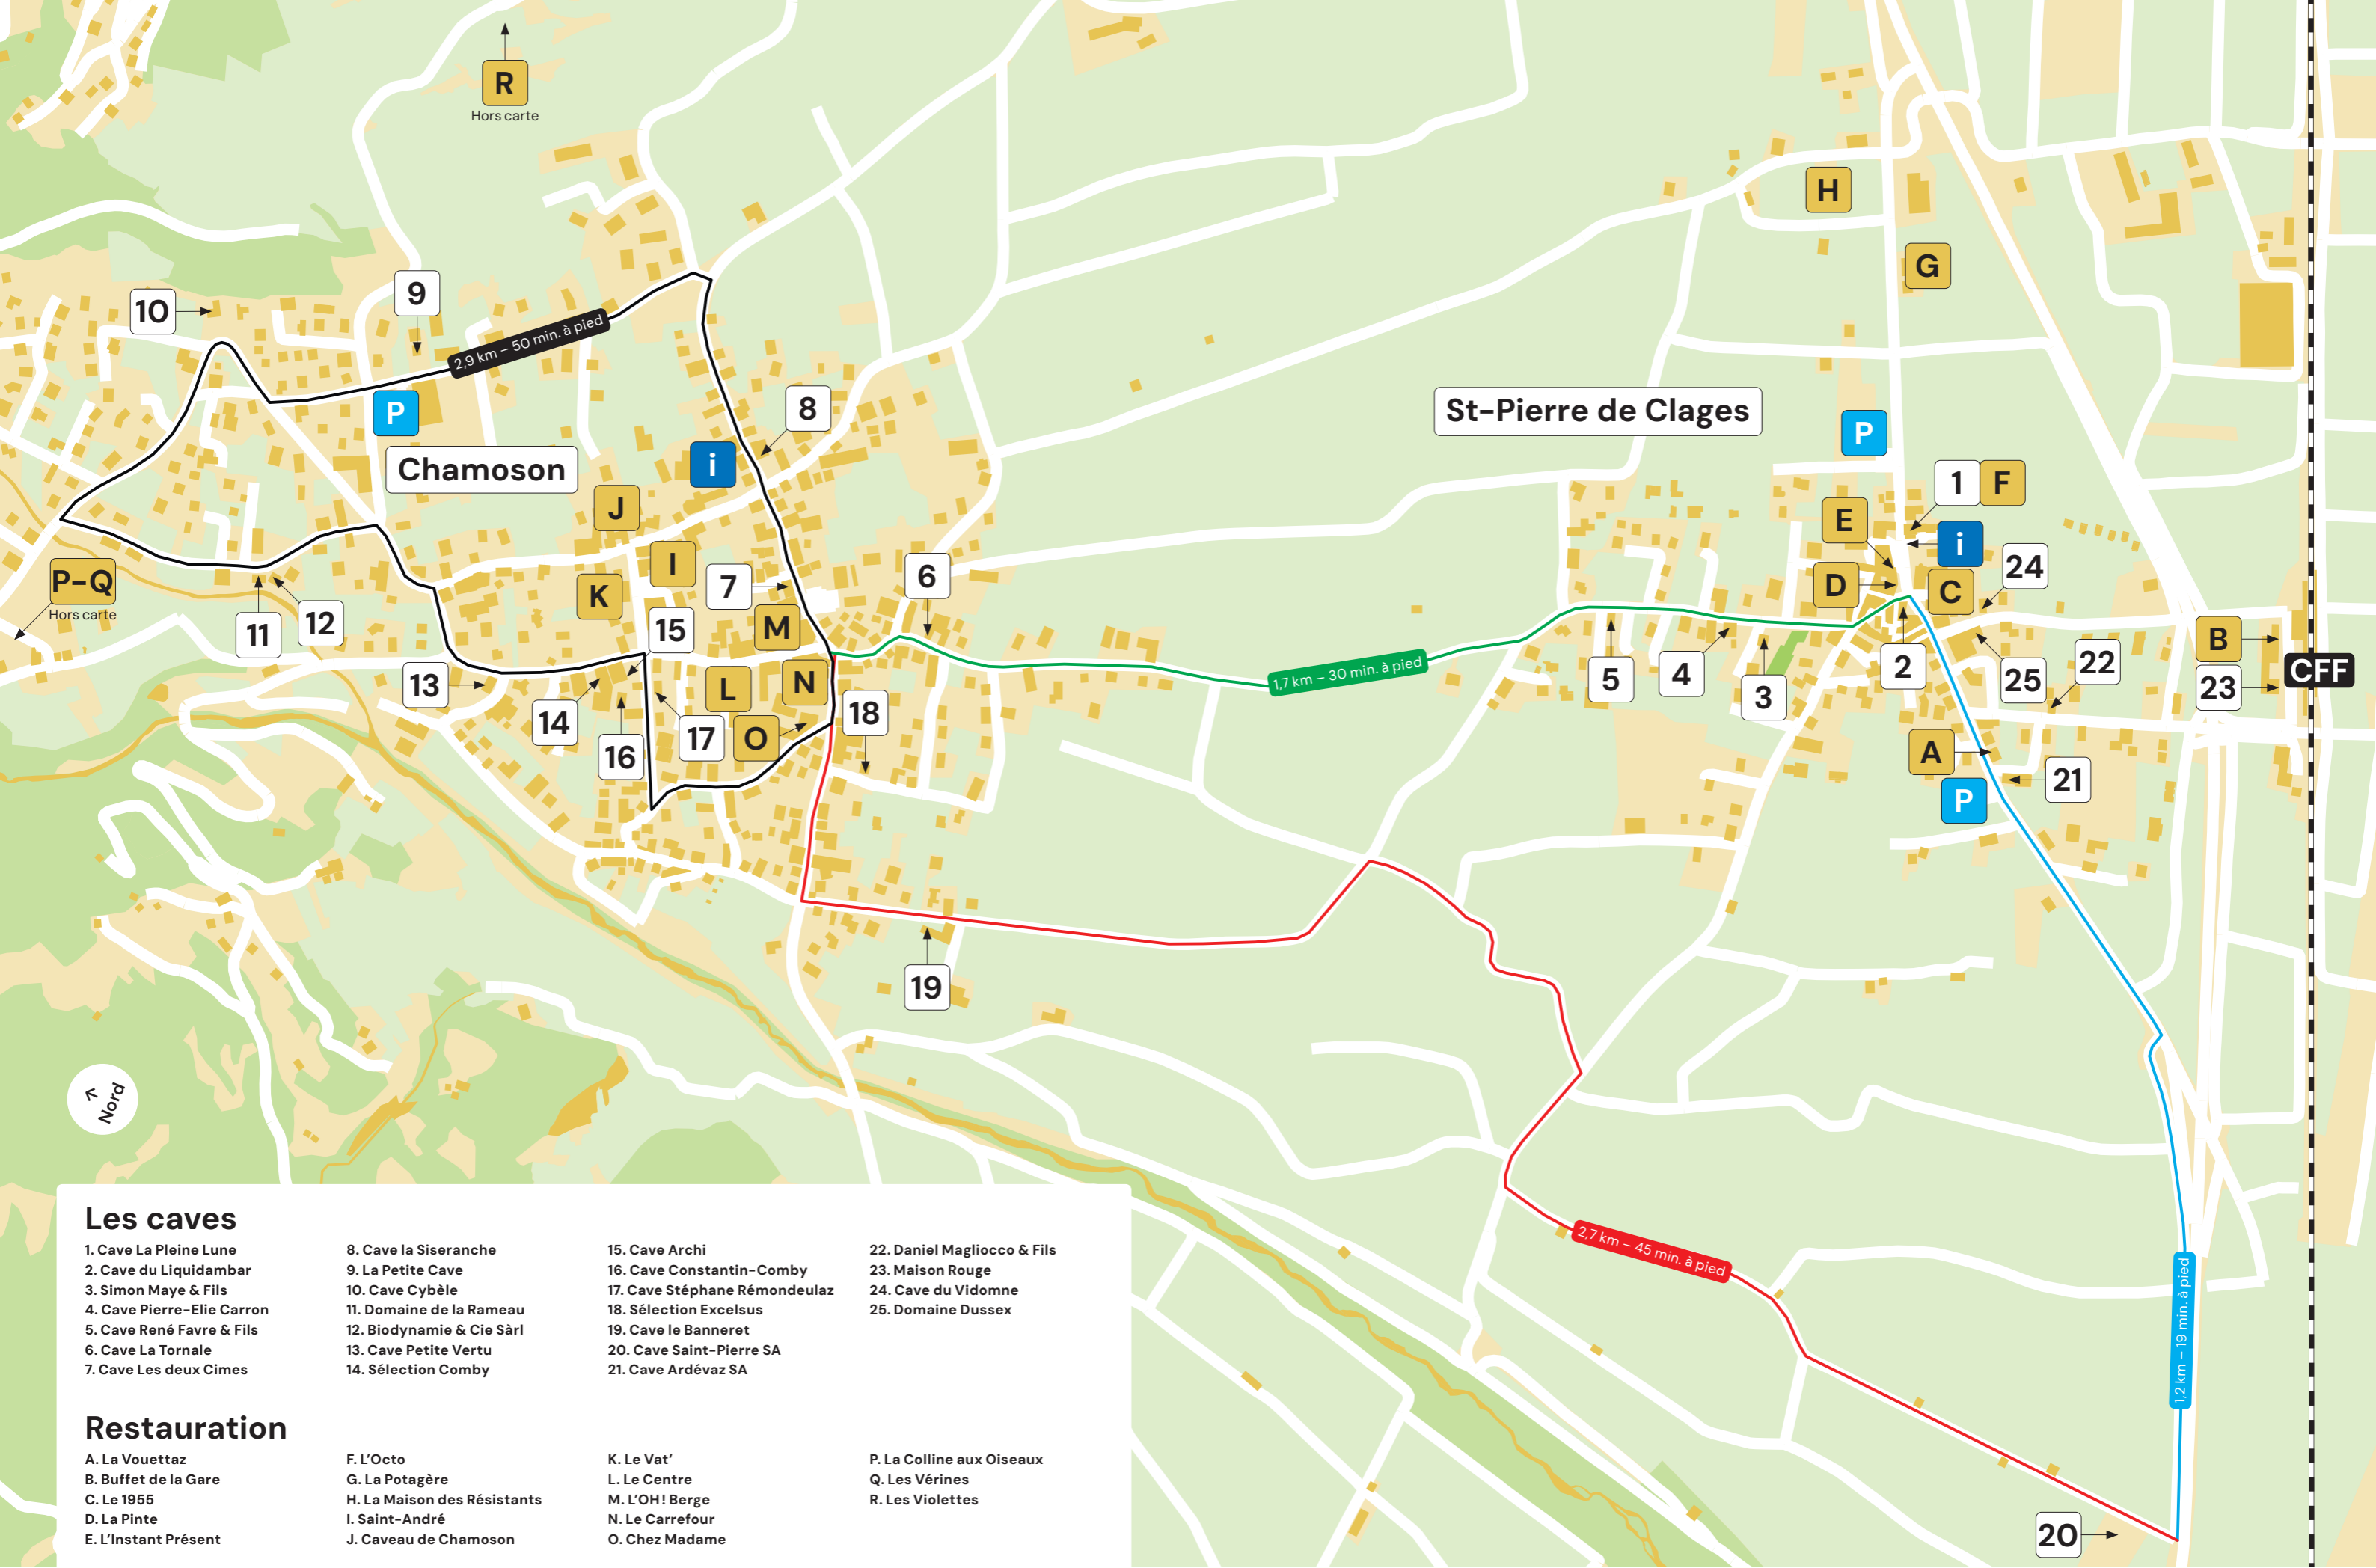 R
Hors carte
H
G
10
9
2,9 km – 50 min. à pied
P
8
St-Pierre de Clages
P
Chamoson
i
J
1
F
E
i
I
K
7
6
24
D
C
P-Q
Hors carte
11
12
15
M
B
CFF
13
L
N
18
1,7 km – 30 min. à pied
5
4
3
2
25
22
23
14
16
17
O
A
21
P
19
Nord
2,7 km – 45 min. à pied
1,2 km – 19 min. à pied
20
Les caves
1. Cave La Pleine Lune
2. Cave du Liquidambar
3. Simon Maye & Fils
4. Cave Pierre-Elie Carron
5. Cave René Favre & Fils
6. Cave La Tornale
7. Cave Les deux Cimes
8. Cave la Siseranche
9. La Petite Cave
10. Cave Cybèle
11. Domaine de la Rameau
12. Biodynamie & Cie Sàrl
13. Cave Petite Vertu
14. Sélection Comby
15. Cave Archi
16. Cave Constantin-Comby
17. Cave Stéphane Rémondeulaz
18. Sélection Excelsus
19. Cave le Banneret
20. Cave Saint-Pierre SA
21. Cave Ardévaz SA
22. Daniel Magliocco & Fils
23. Maison Rouge
24. Cave du Vidomne
25. Domaine Dussex
Restauration
A. La Vouettaz
B. Buffet de la Gare
C. Le 1955
D. La Pinte
E. L'Instant Présent
F. L'Octo
G. La Potagère
H. La Maison des Résistants
I. Saint-André
J. Caveau de Chamoson
K. Le Vat'
L. Le Centre
M. L'OH! Berge
N. Le Carrefour
O. Chez Madame
P. La Colline aux Oiseaux
Q. Les Vérines
R. Les Violettes